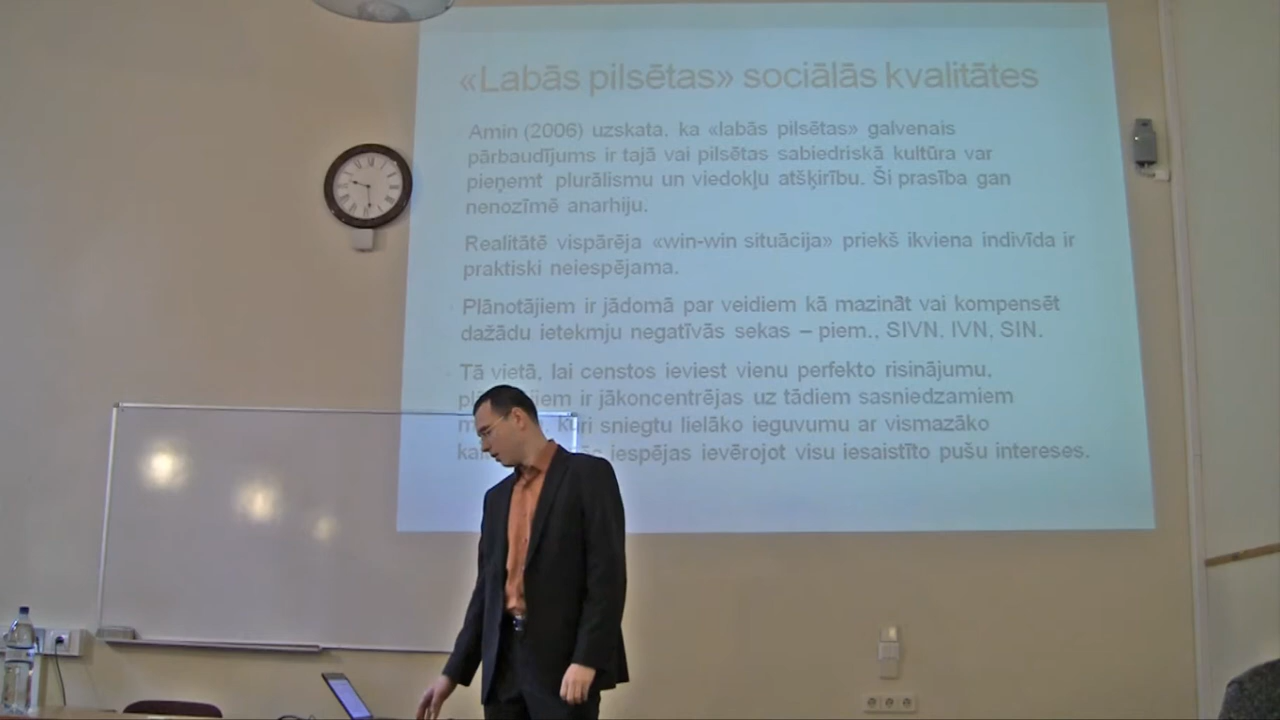 «Labās pilsētas» sociālās kvalitātes
Amin (2006) uzskata, ka «labās pilsētas» galvenais
pārbaudījums ir tajā vai pilsētas sabiedriskā kultūra var
pieņemt plurālismu un viedokļu atšķirību. Šī prasība gan
nenozīmē anarhiju.
Realitātē vispārēja «win-win situācija» priekš ikviena indivīda ir
praktiski neiespējama.
Plānotājiem ir jādomā par veidiem kā mazināt vai kompensēt
dažādu ietekmju negatīvās sekas – piem., SIVN, IVN, SIN.
Tā vietā, lai censtos ieviest vienu perfekto risinājumu,
ir jākoncentrējas uz tādiem sasniedzamiem
sniegtu lielāko ieguvumu ar vismazāko
iespējas ievērojot visu iesaistīto pušu intereses.